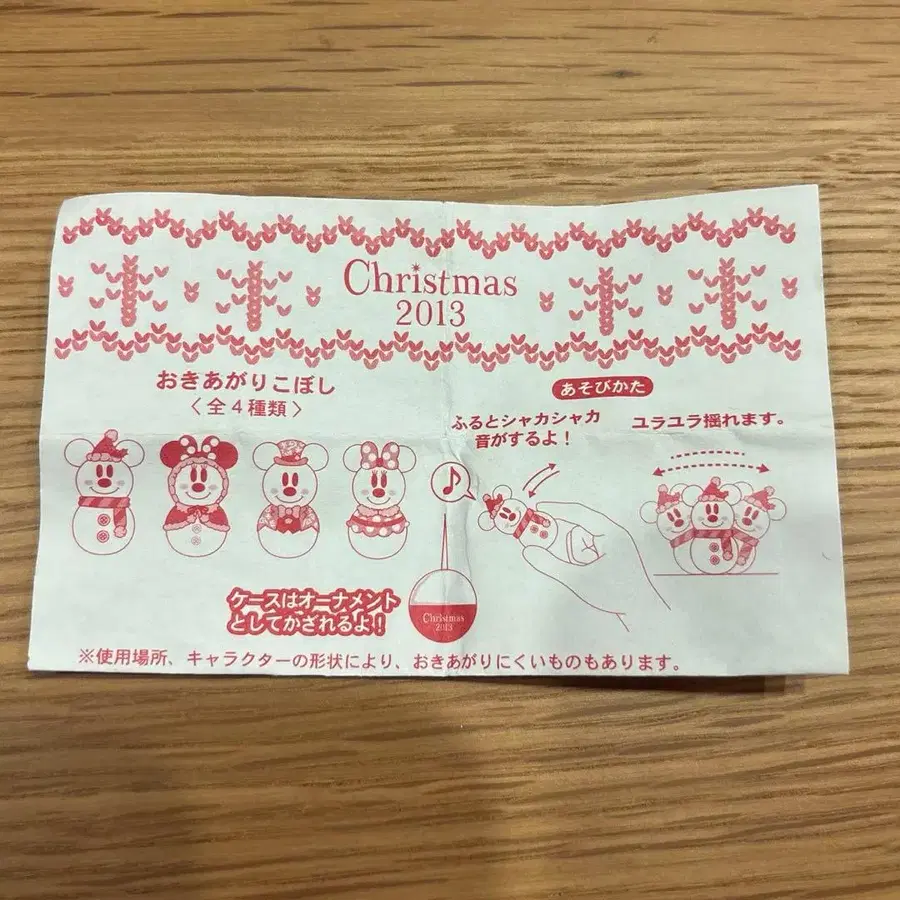 Christmas
2013
おきあがりこぼし
〈全4種類〉
あそびかた
ふるとシャカシャカ
音がするよ！
ユラユラ揺れます。
ケースはオーナメント
としてかざれるよ！
Christmas
2013
※使用場所、キャラクターの形状により、おきあがりにくいものもあります。